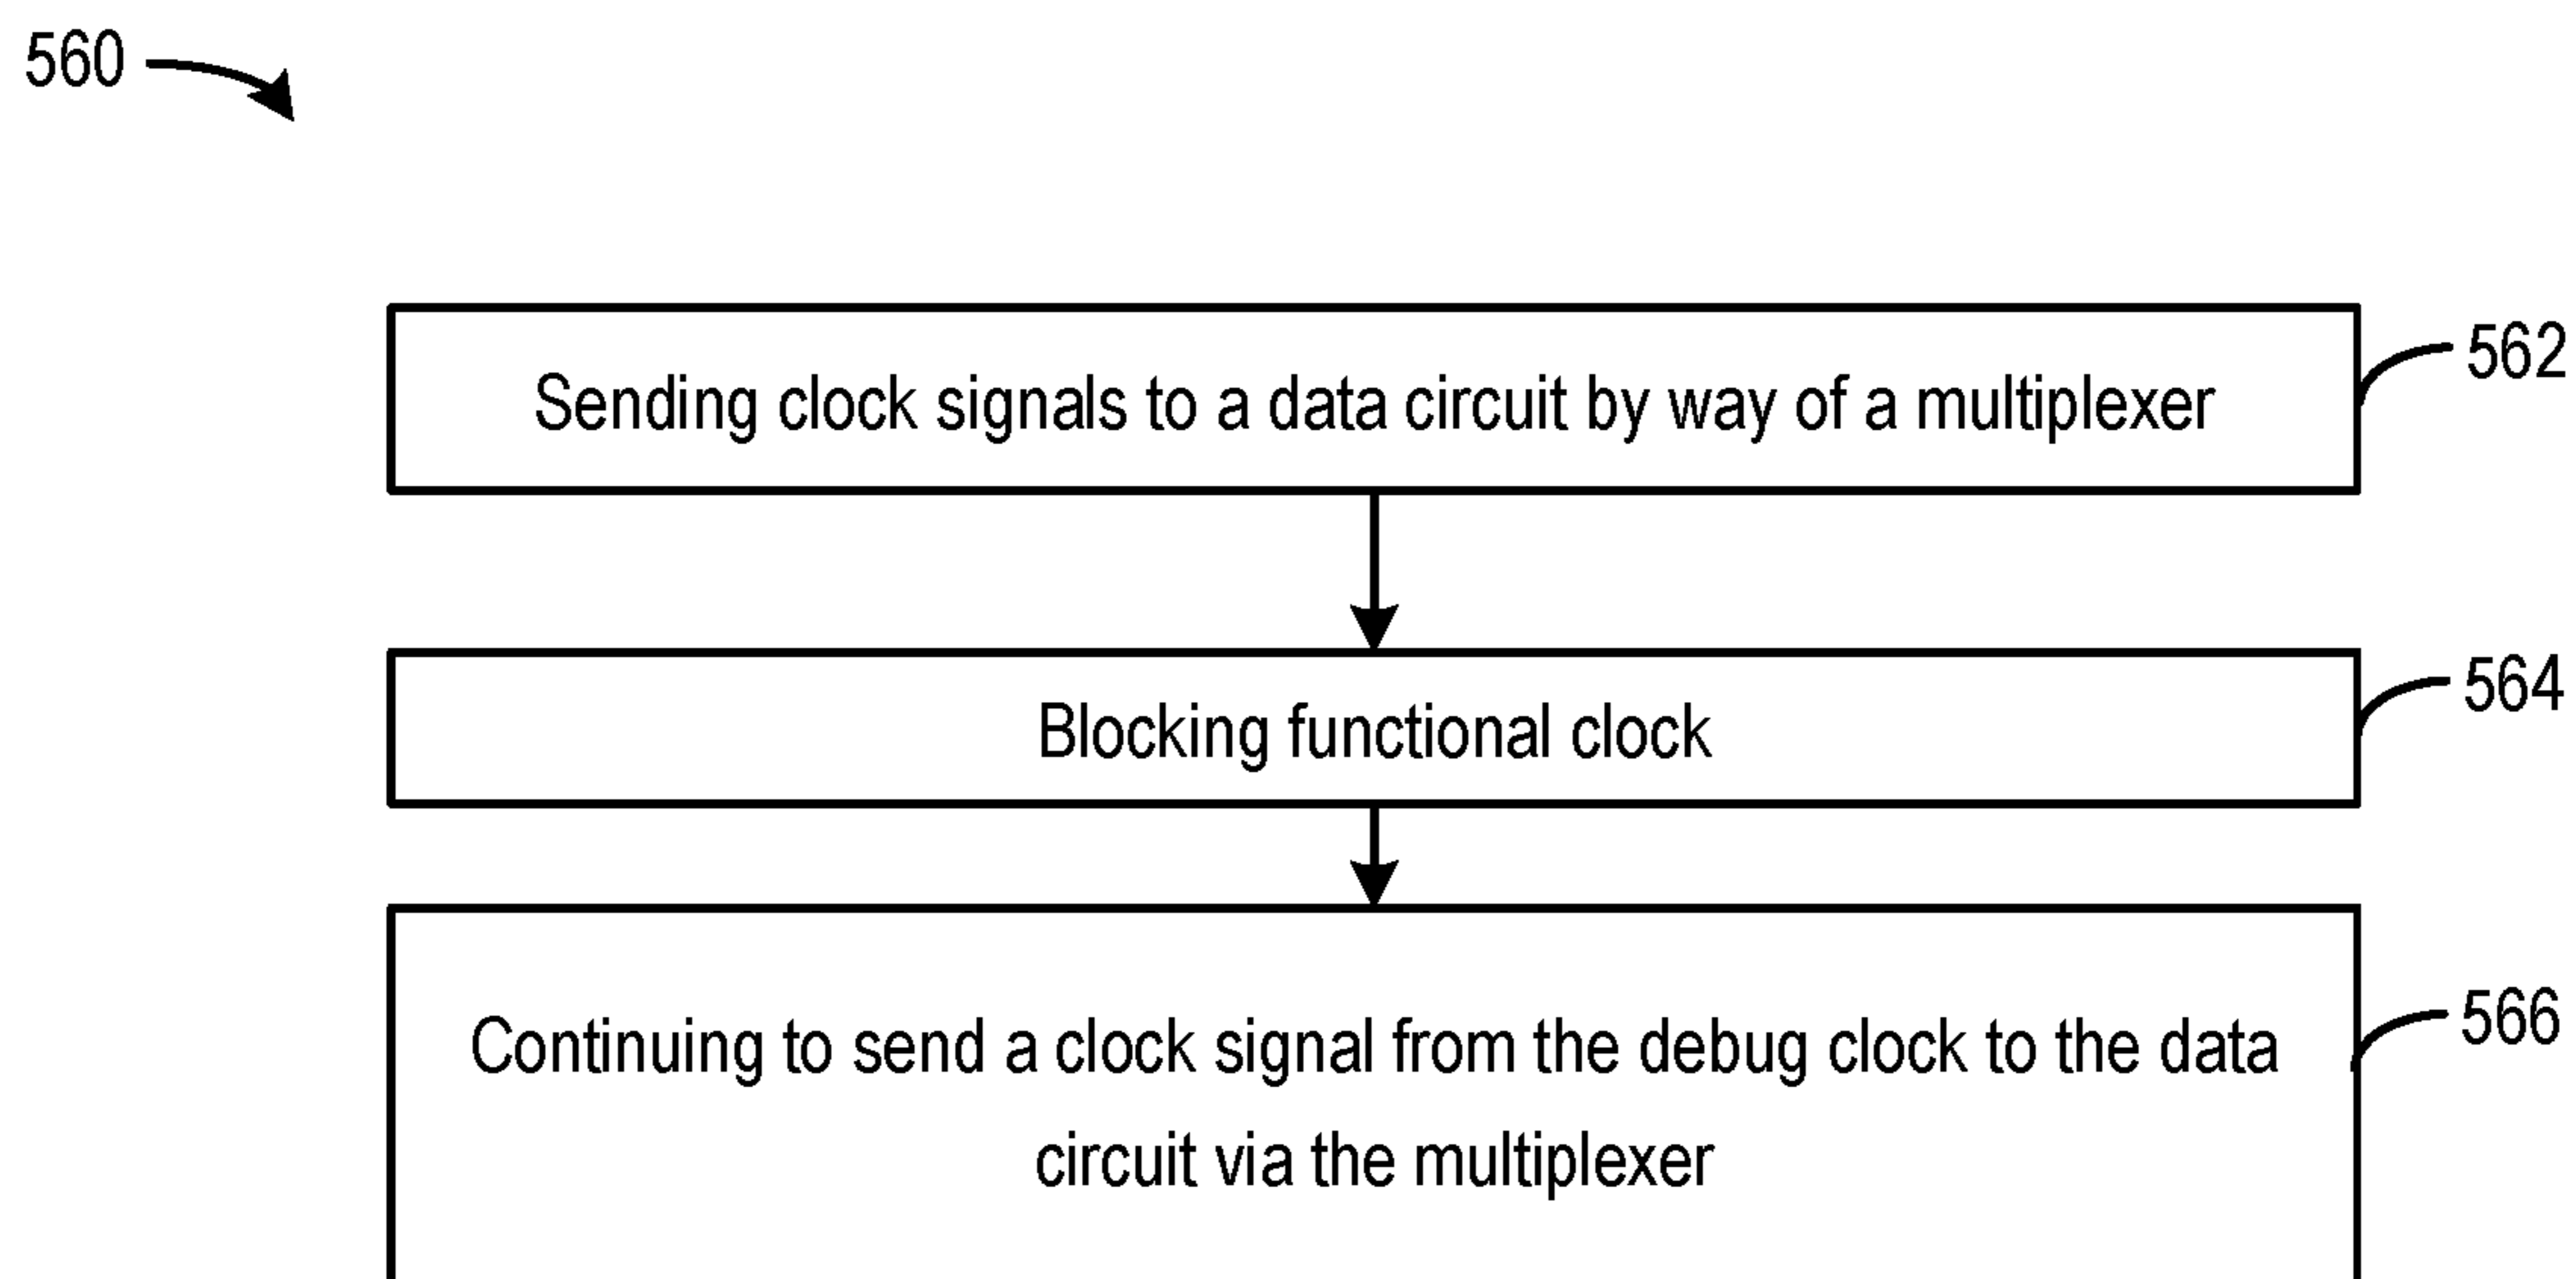 560
Sending clock signals to a data circuit by way of a multiplexer
562
Blocking functional clock
564
Continuing to send a clock signal from the debug clock to the data
circuit via the multiplexer
566